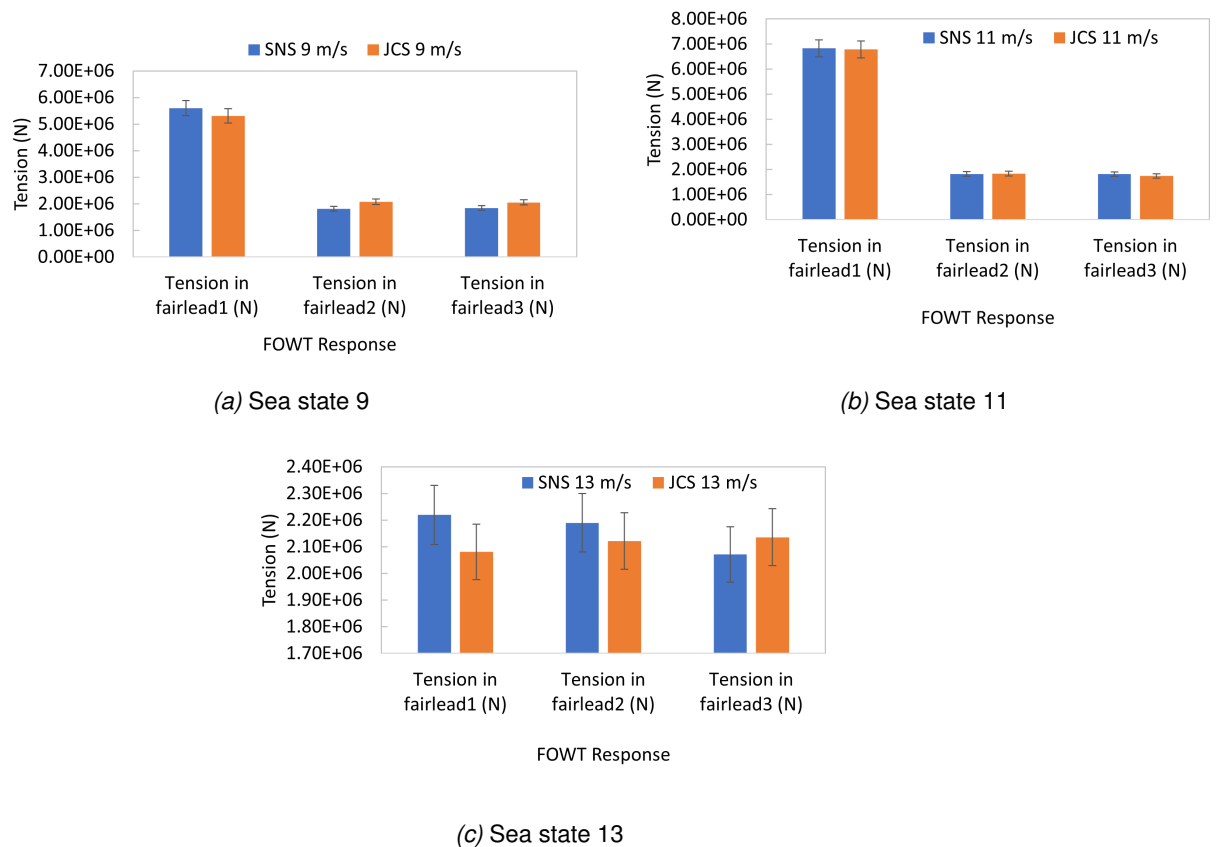 SNS 9 m/s JCS 9 m/s
7.00E+06
6.00E+06
5.00E+06
4.00E+06
3.00E+06
2.00E+06
1.00E+06
0.00E+00
Tension (N)
Tension in fairlead1 (N)
Tension in fairlead2 (N)
Tension in fairlead3 (N)
FOWT Response
(a) Sea state 9
SNS 11 m/s JCS 11 m/s
8.00E+06
7.00E+06
6.00E+06
5.00E+06
4.00E+06
3.00E+06
2.00E+06
1.00E+06
0.00E+00
Tension (N)
Tension in fairlead1 (N)
Tension in fairlead2 (N)
Tension in fairlead3 (N)
FOWT Response
(b) Sea state 11
SNS 13 m/s JCS 13 m/s
2.40E+06
2.30E+06
2.20E+06
2.10E+06
2.00E+06
1.90E+06
1.80E+06
1.70E+06
Tension (N)
Tension in fairlead1 (N)
Tension in fairlead2 (N)
Tension in fairlead3 (N)
FOWT Response
(c) Sea state 13